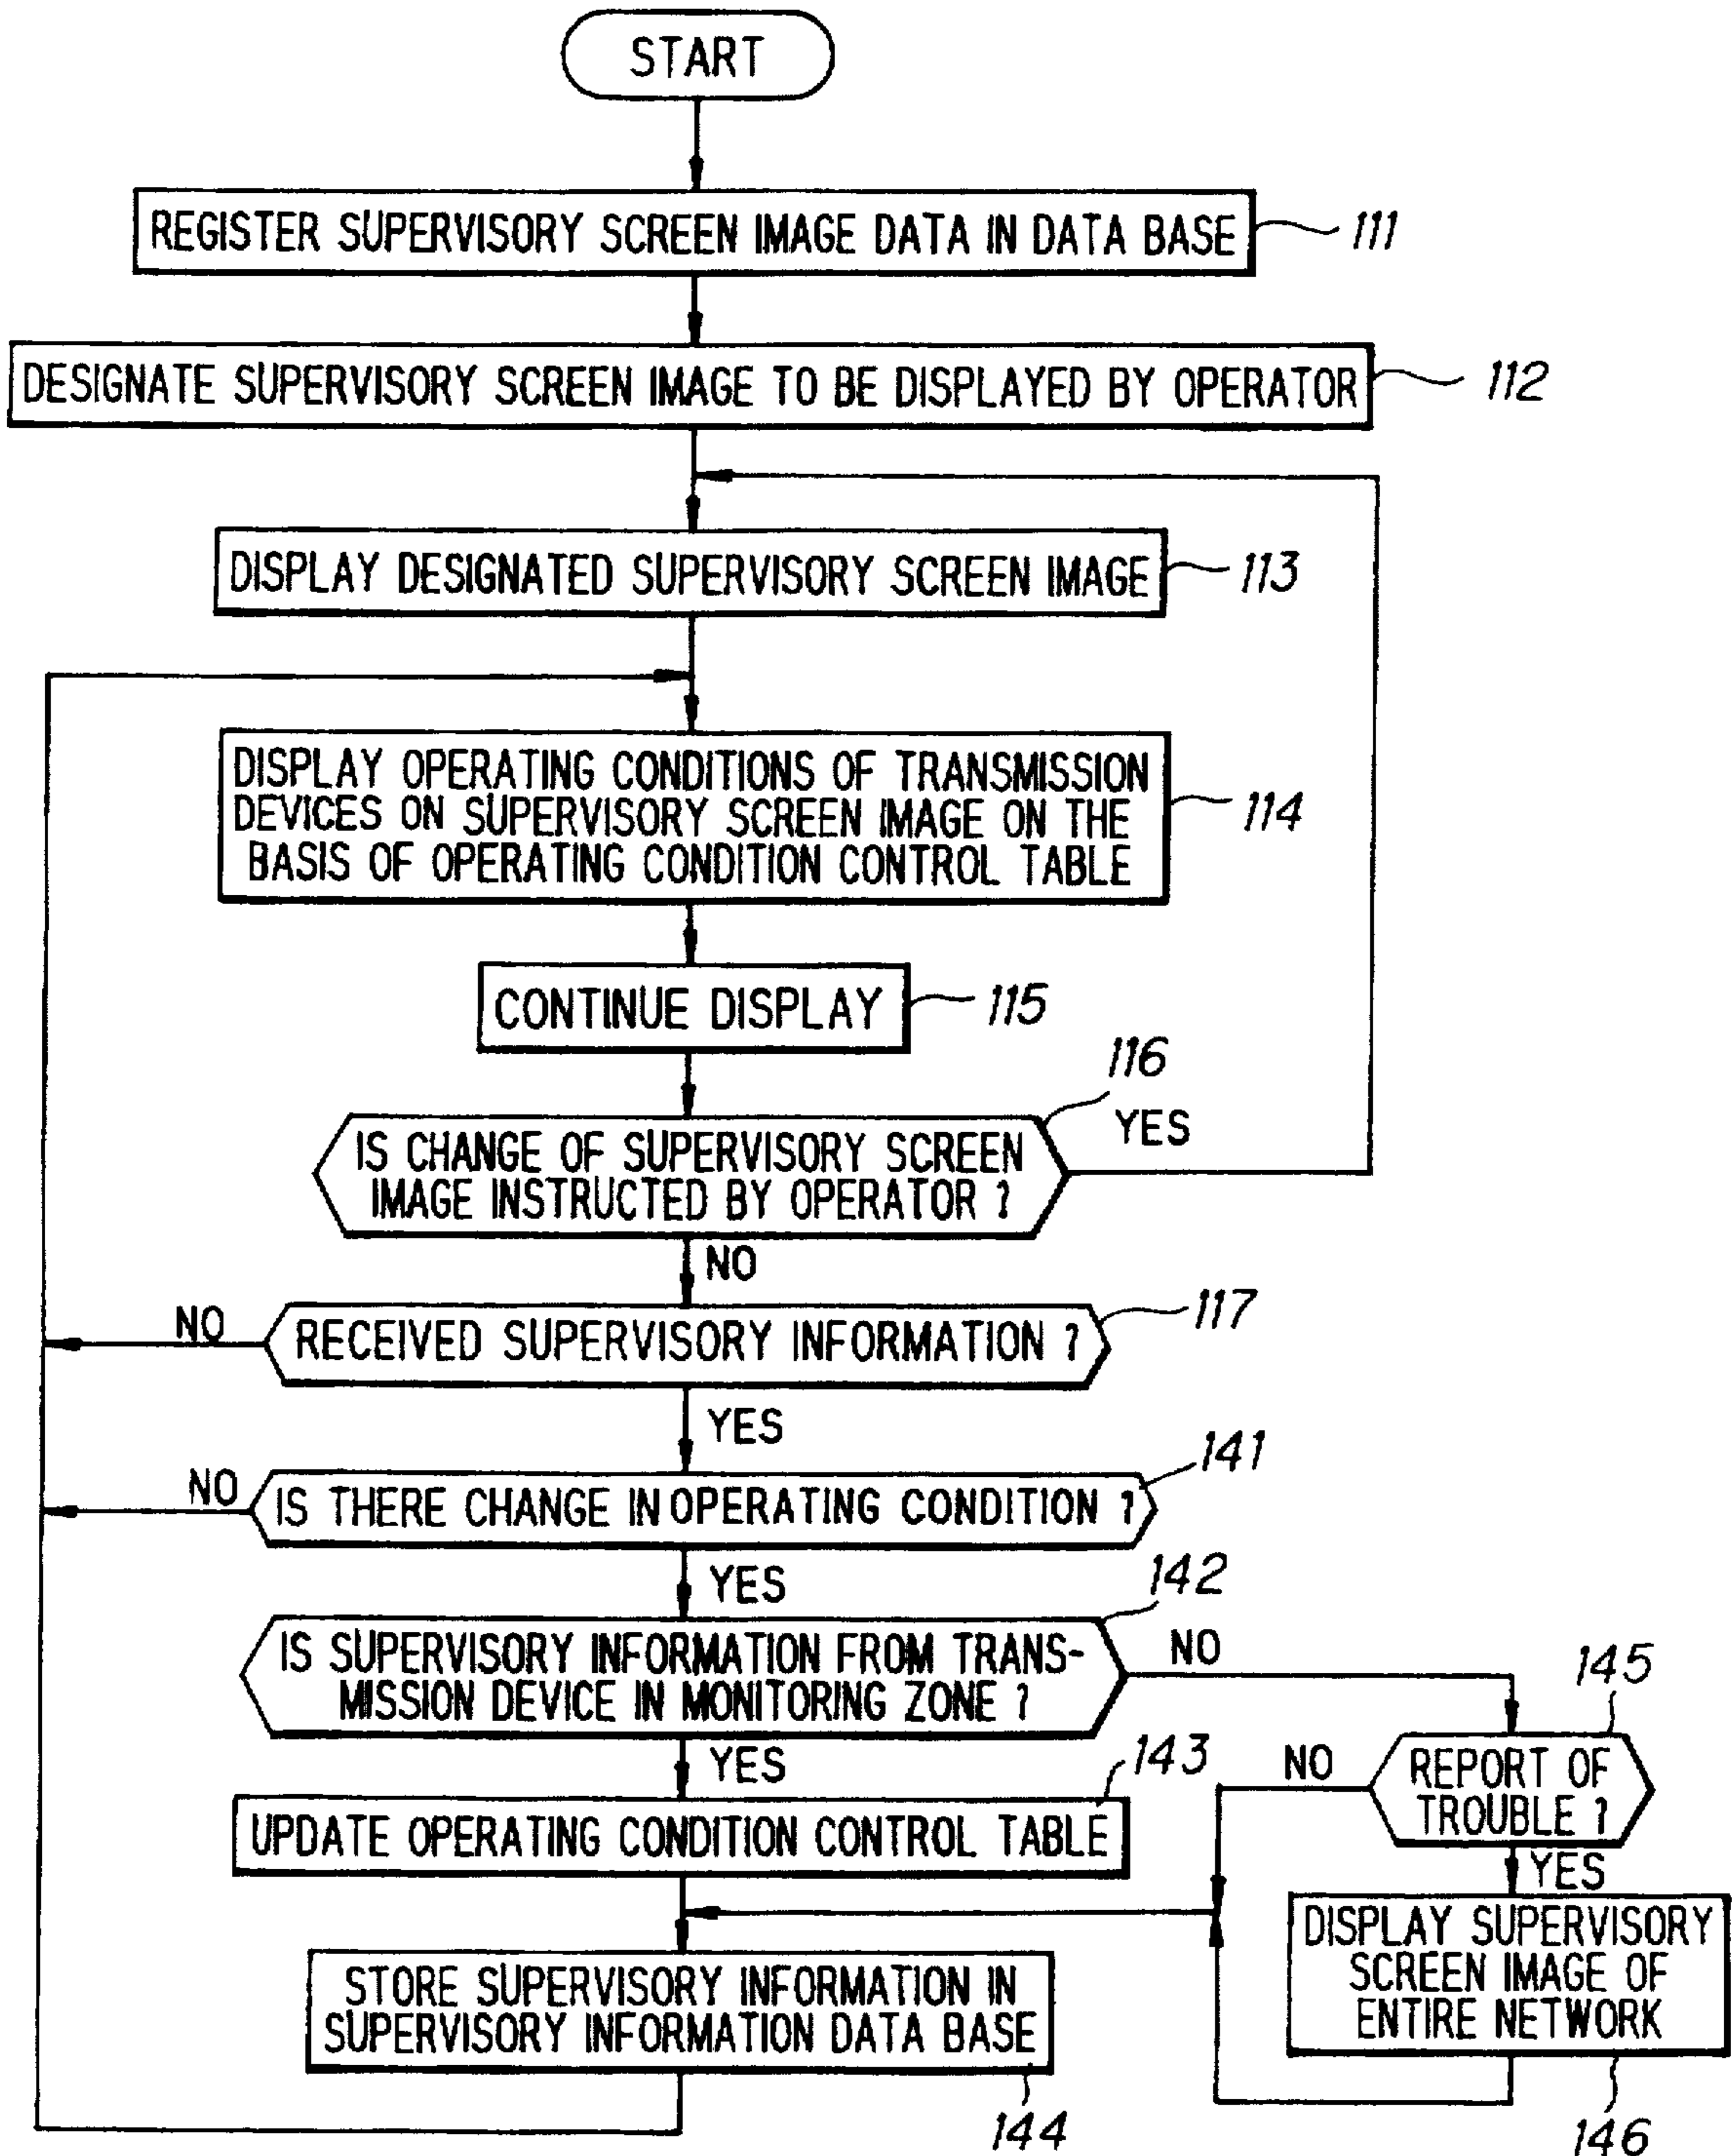 START
REGISTER SUPERVISORY SCREEN IMAGE DATA IN DATA BASE
111
DESIGNATE SUPERVISORY SCREEN IMAGE TO BE DISPLAYED BY OPERATOR
112
DISPLAY DESIGNATED SUPERVISORY SCREEN IMAGE
113
DISPLAY OPERATING CONDITIONS OF TRANSMISSION
DEVICES ON SUPERVISORY SCREEN IMAGE ON THE
BASIS OF OPERATING CONDITION CONTROL TABLE
114
CONTINUE DISPLAY
115
116
IS CHANGE OF SUPERVISORY SCREEN
IMAGE INSTRUCTED BY OPERATOR ?
YES
NO
NO
RECEIVED SUPERVISORY INFORMATION ?
117
YES
NO
IS THERE CHANGE IN OPERATING CONDITION ?
141
YES
142
IS SUPERVISORY INFORMATION FROM TRANS-
MISSION DEVICE IN MONITORING ZONE ?
NO
YES
143
UPDATE OPERATING CONDITION CONTROL TABLE
145
NO
REPORT OF
TROUBLE ?
YES
DISPLAY SUPERVISORY
SCREEN IMAGE OF
ENTIRE NETWORK
146
STORE SUPERVISORY INFORMATION IN
SUPERVISORY INFORMATION DATA BASE
144